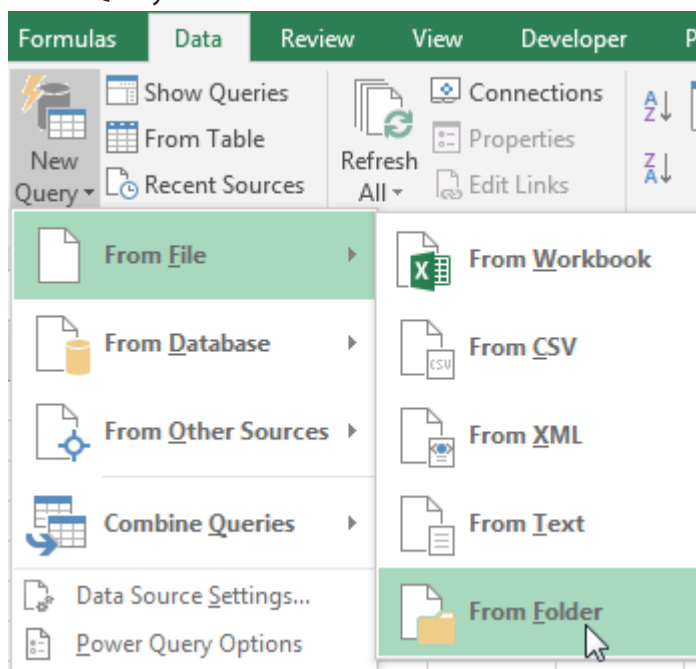 Formulas Data Review View Developer
New Query
Show Queries
From Table
Recent Sources
Refresh All
Connections
Properties
Edit Links
A Z
Z A
From File
From Database
From Other Sources
Combine Queries
Data Source Settings...
Power Query Options
From Workbook
From CSV
CSV
From XML
From Text
From Folder